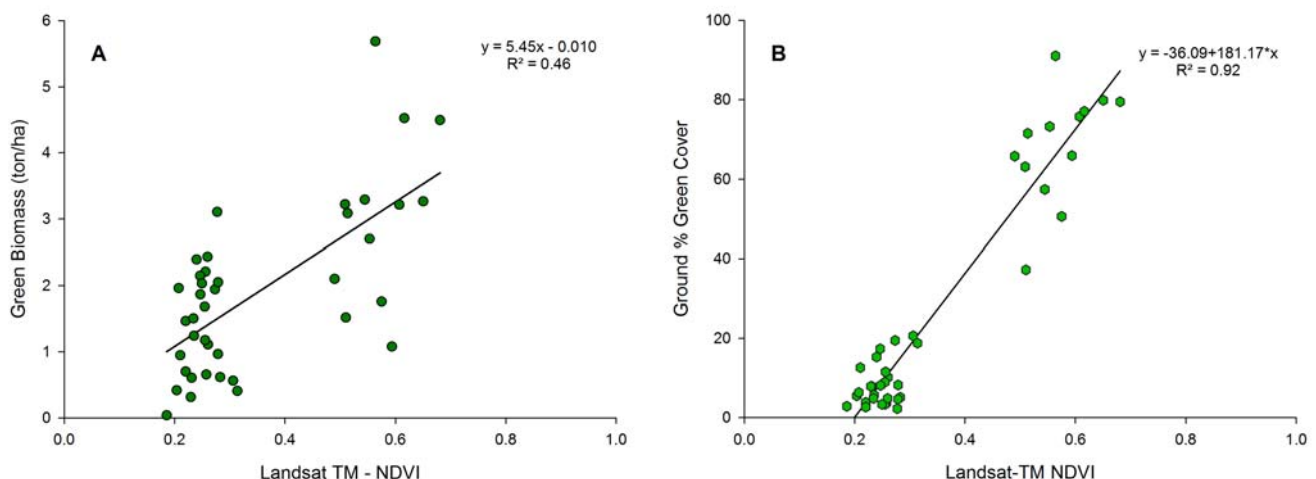 A
y = 5.45x - 0.010
R² = 0.46
6
5
4
3
2
1
0
Green Biomass (ton/ha)
0.0 0.2 0.4 0.6 0.8 1.0
Landsat TM - NDVI
B
y = -36.09+181.17*x
R² = 0.92
100
80
60
40
20
0
Ground % Green Cover
0.0 0.2 0.4 0.6 0.8 1.0
Landsat-TM NDVI